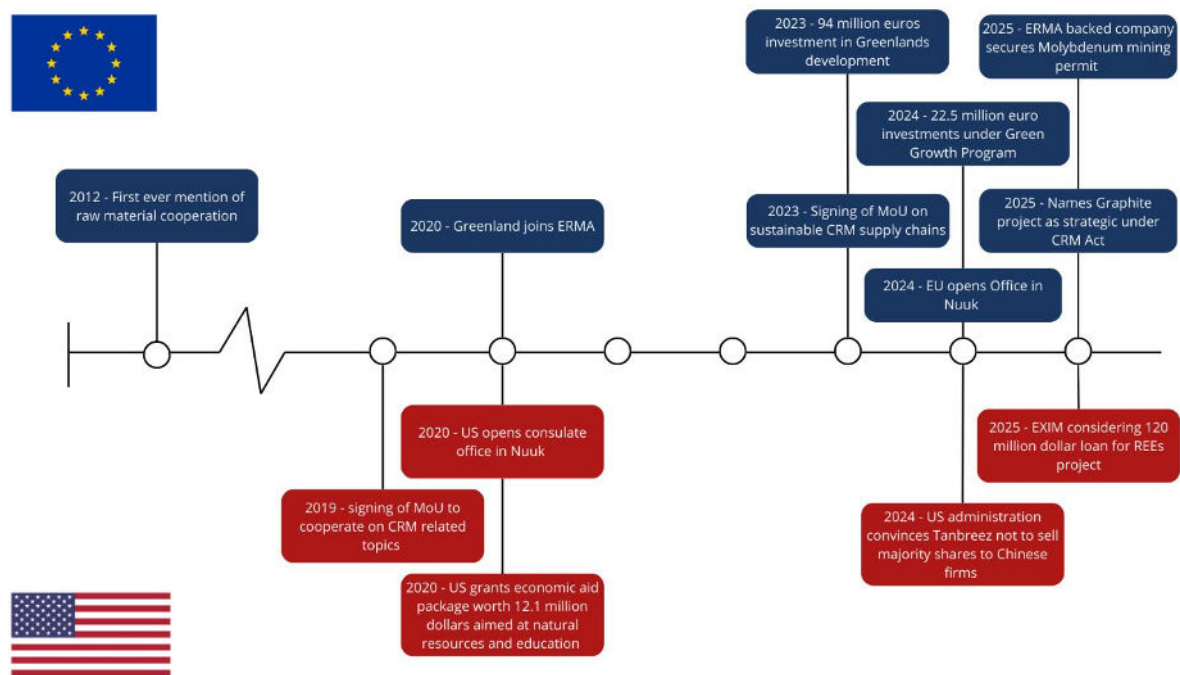 2023 - 94 million euros
investment in Greenlands
development
2025 - ERMA backed company
secures Molybdenum mining
permit
2024 - 22.5 million euro
investments under Green
Growth Program
2012 - First ever mention of
raw material cooperation
2020 - Greenland joins ERMA
2023 - Signing of MoU on
sustainable CRM supply chains
2025 - Names Graphite
project as strategic under
CRM Act
2024 - EU opens Office in
Nuuk
2020 - US opens consulate
office in Nuuk
2025 - EXIM considering 120
million dollar loan for REEs
project
2019 - signing of MoU to
cooperate on CRM related
topics
2024 - US administration
convinces Tanbreez not to sell
majority shares to Chinese
firms
2020 - US grants economic aid
package worth 12.1 million
dollars aimed at natural
resources and education